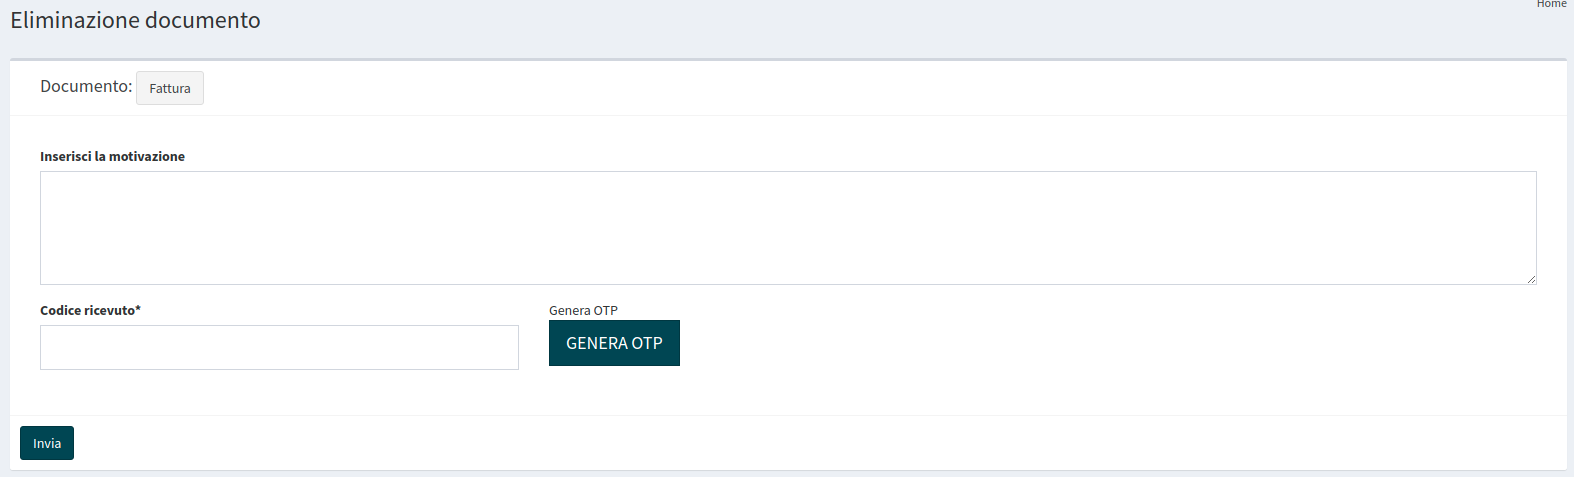 Home
Eliminazione documento
Documento: Fattura
Inserisci la motivazione
Codice ricevuto*
Genera OTP
GENERA OTP
Invia